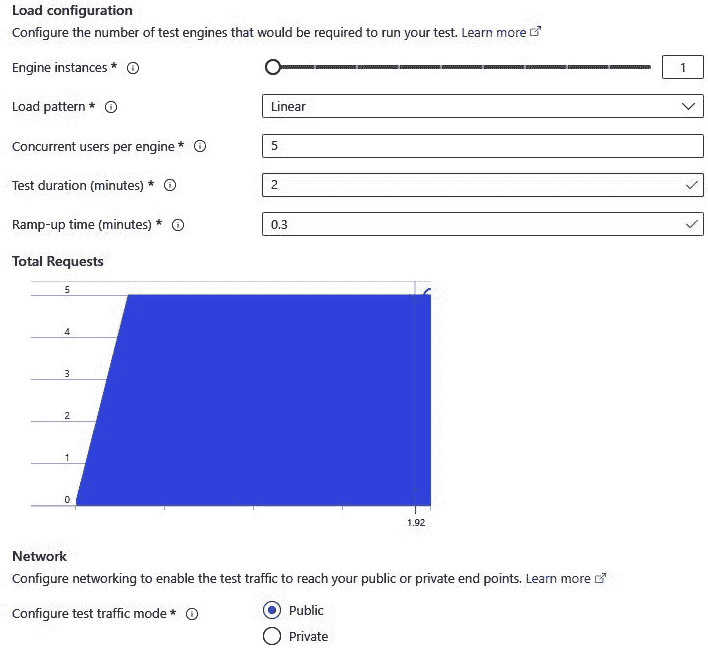 Load configuration
Configure the number of test engines that would be required to run your test. Learn more
Engine instances *
1
Load pattern *
Linear
Concurrent users per engine *
5
Test duration (minutes) *
2
Ramp-up time (minutes) *
0.3
Total Requests
5
4
3
2
1
0
1.92
Network
Configure networking to enable the test traffic to reach your public or private end points. Learn more
Configure test traffic mode *
Public
Private